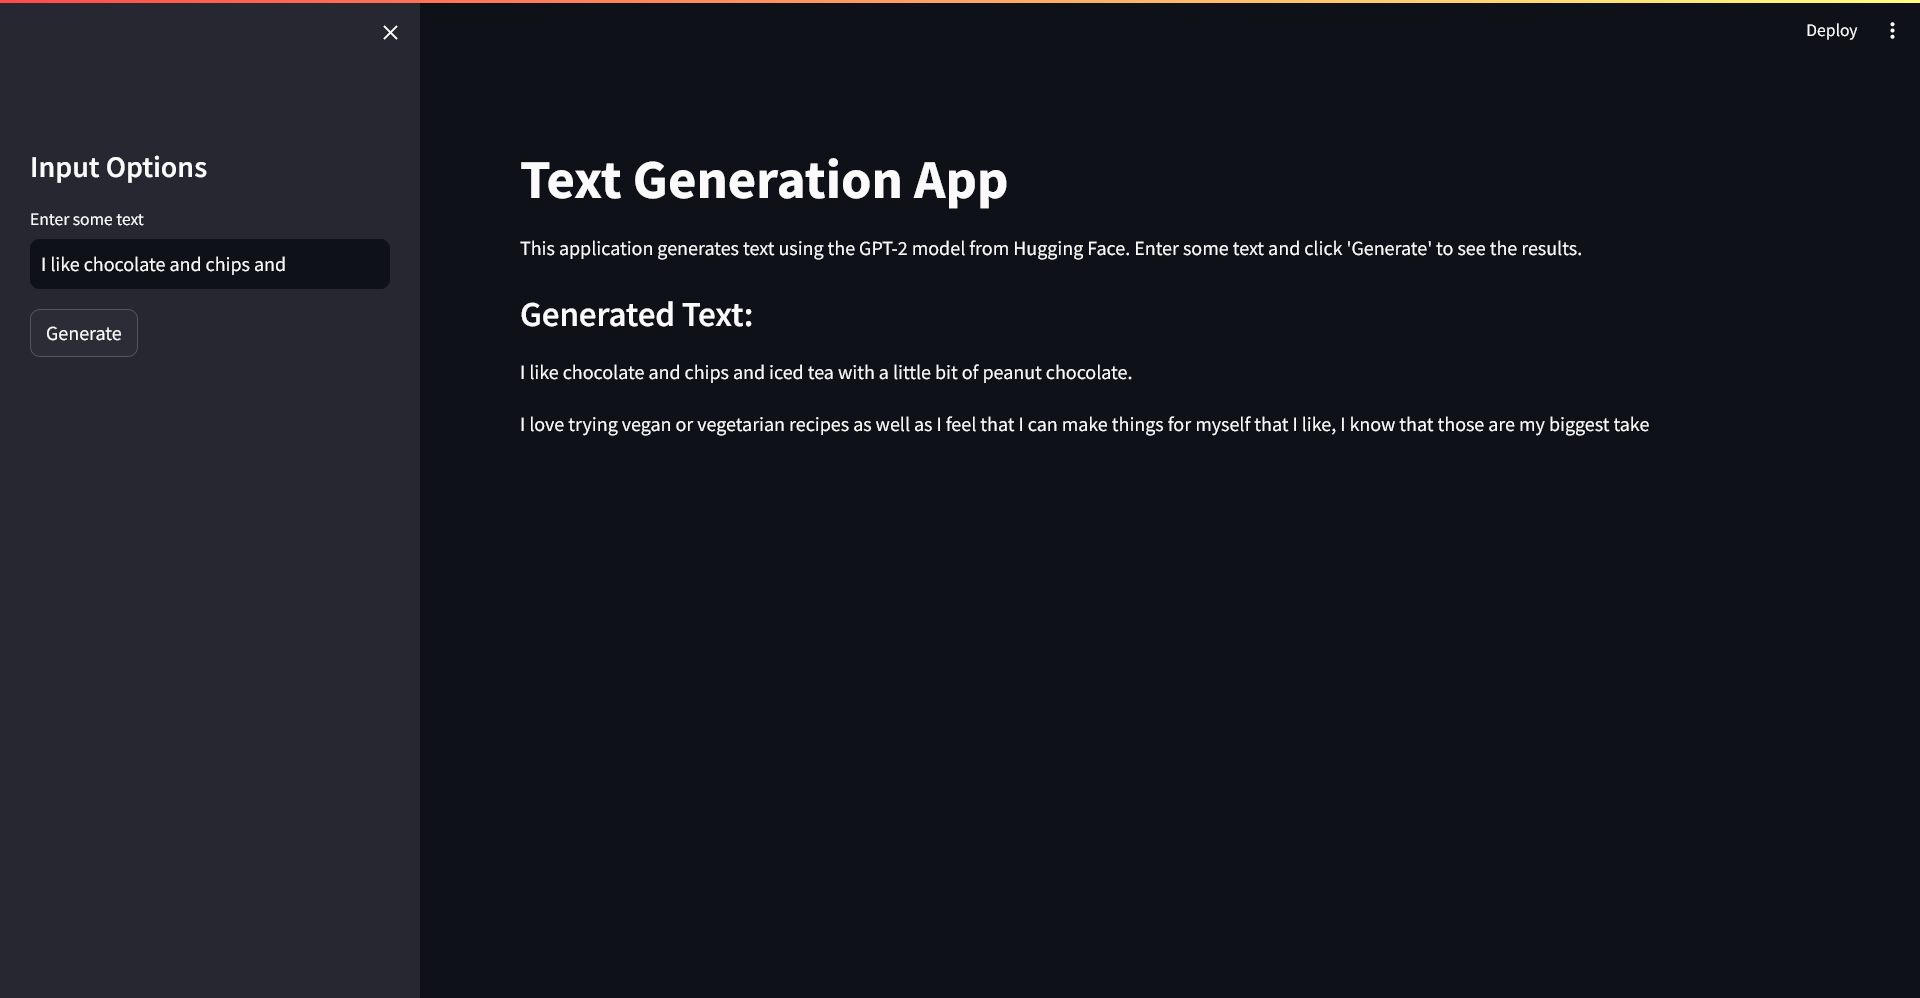 Deploy
Input Options
Enter some text
I like chocolate and chips and
Generate
Text Generation App
This application generates text using the GPT-2 model from Hugging Face. Enter some text and click 'Generate' to see the results.
Generated Text:
I like chocolate and chips and iced tea with a little bit of peanut chocolate.
I love trying vegan or vegetarian recipes as well as I feel that I can make things for myself that I like, I know that those are my biggest take